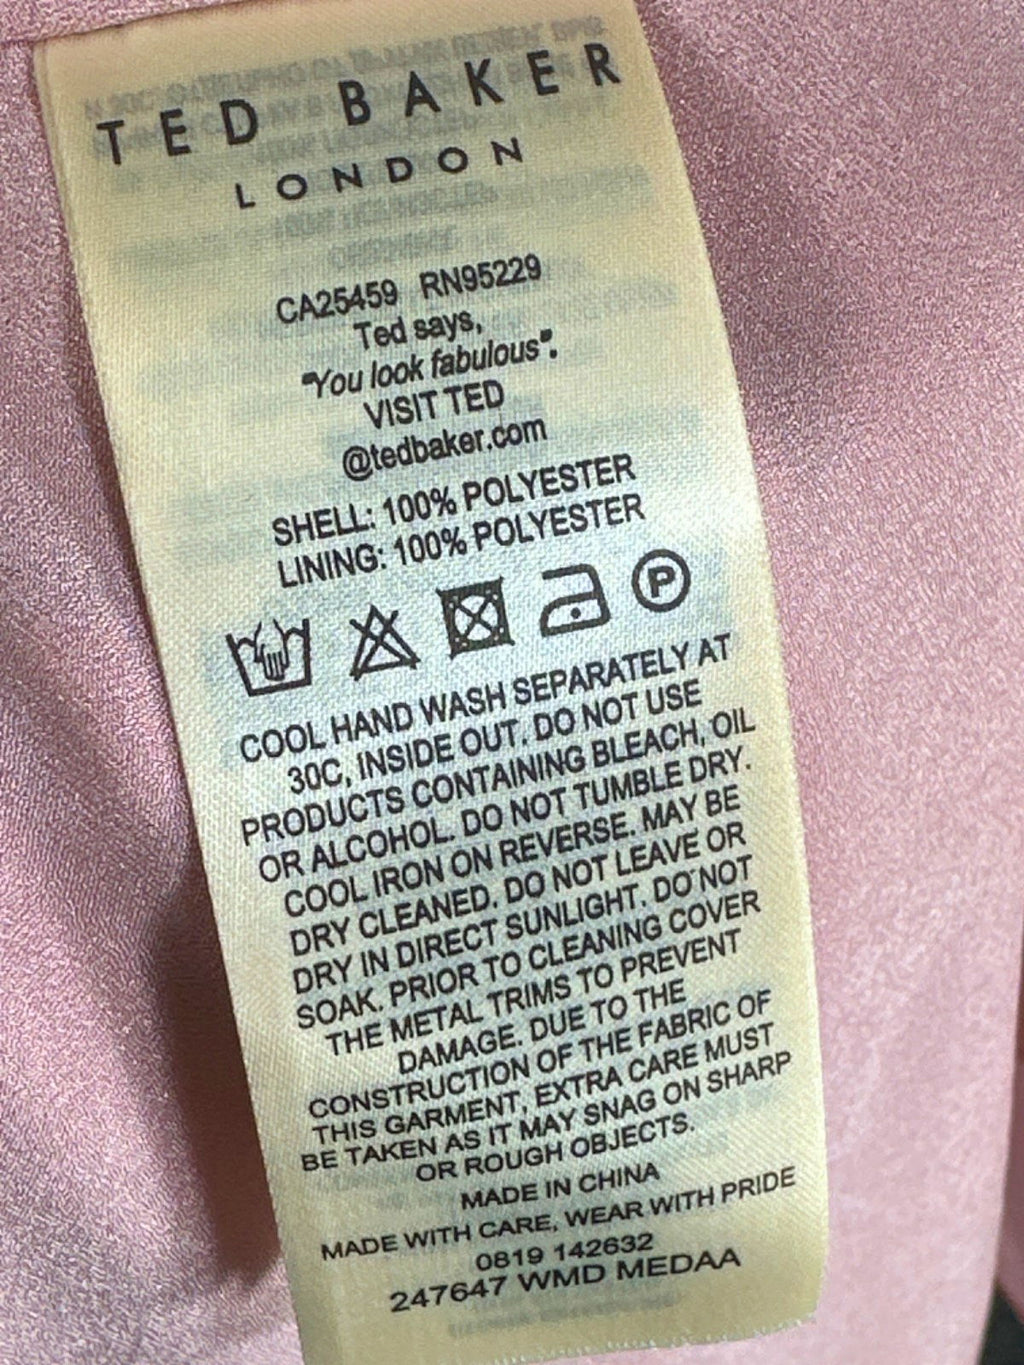 TED BAKER
LONDON
CA25459 RN95229
Ted says,
"You look fabulous".
VISIT TED
@tedbaker.com
SHELL: 100% POLYESTER
LINING: 100% POLYESTER
P
COOL HAND WASH SEPARATELY AT
30C, INSIDE OUT. DO NOT USE
PRODUCTS CONTAINING BLEACH, OIL
OR ALCOHOL. DO NOT TUMBLE DRY.
COOL IRON ON REVERSE. MAY BE
DRY CLEANED. DO NOT LEAVE OR
DRY IN DIRECT SUNLIGHT. DO NOT
SOAK. PRIOR TO CLEANING COVER
THE METAL TRIMS TO PREVENT
DAMAGE. DUE TO THE
CONSTRUCTION OF THE FABRIC OF
THIS GARMENT, EXTRA CARE MUST
BE TAKEN AS IT MAY SNAG ON SHARP
OR ROUGH OBJECTS.
MADE IN CHINA
MADE WITH CARE, WEAR WITH PRIDE
0819 142632
247647 WMD MEDAA